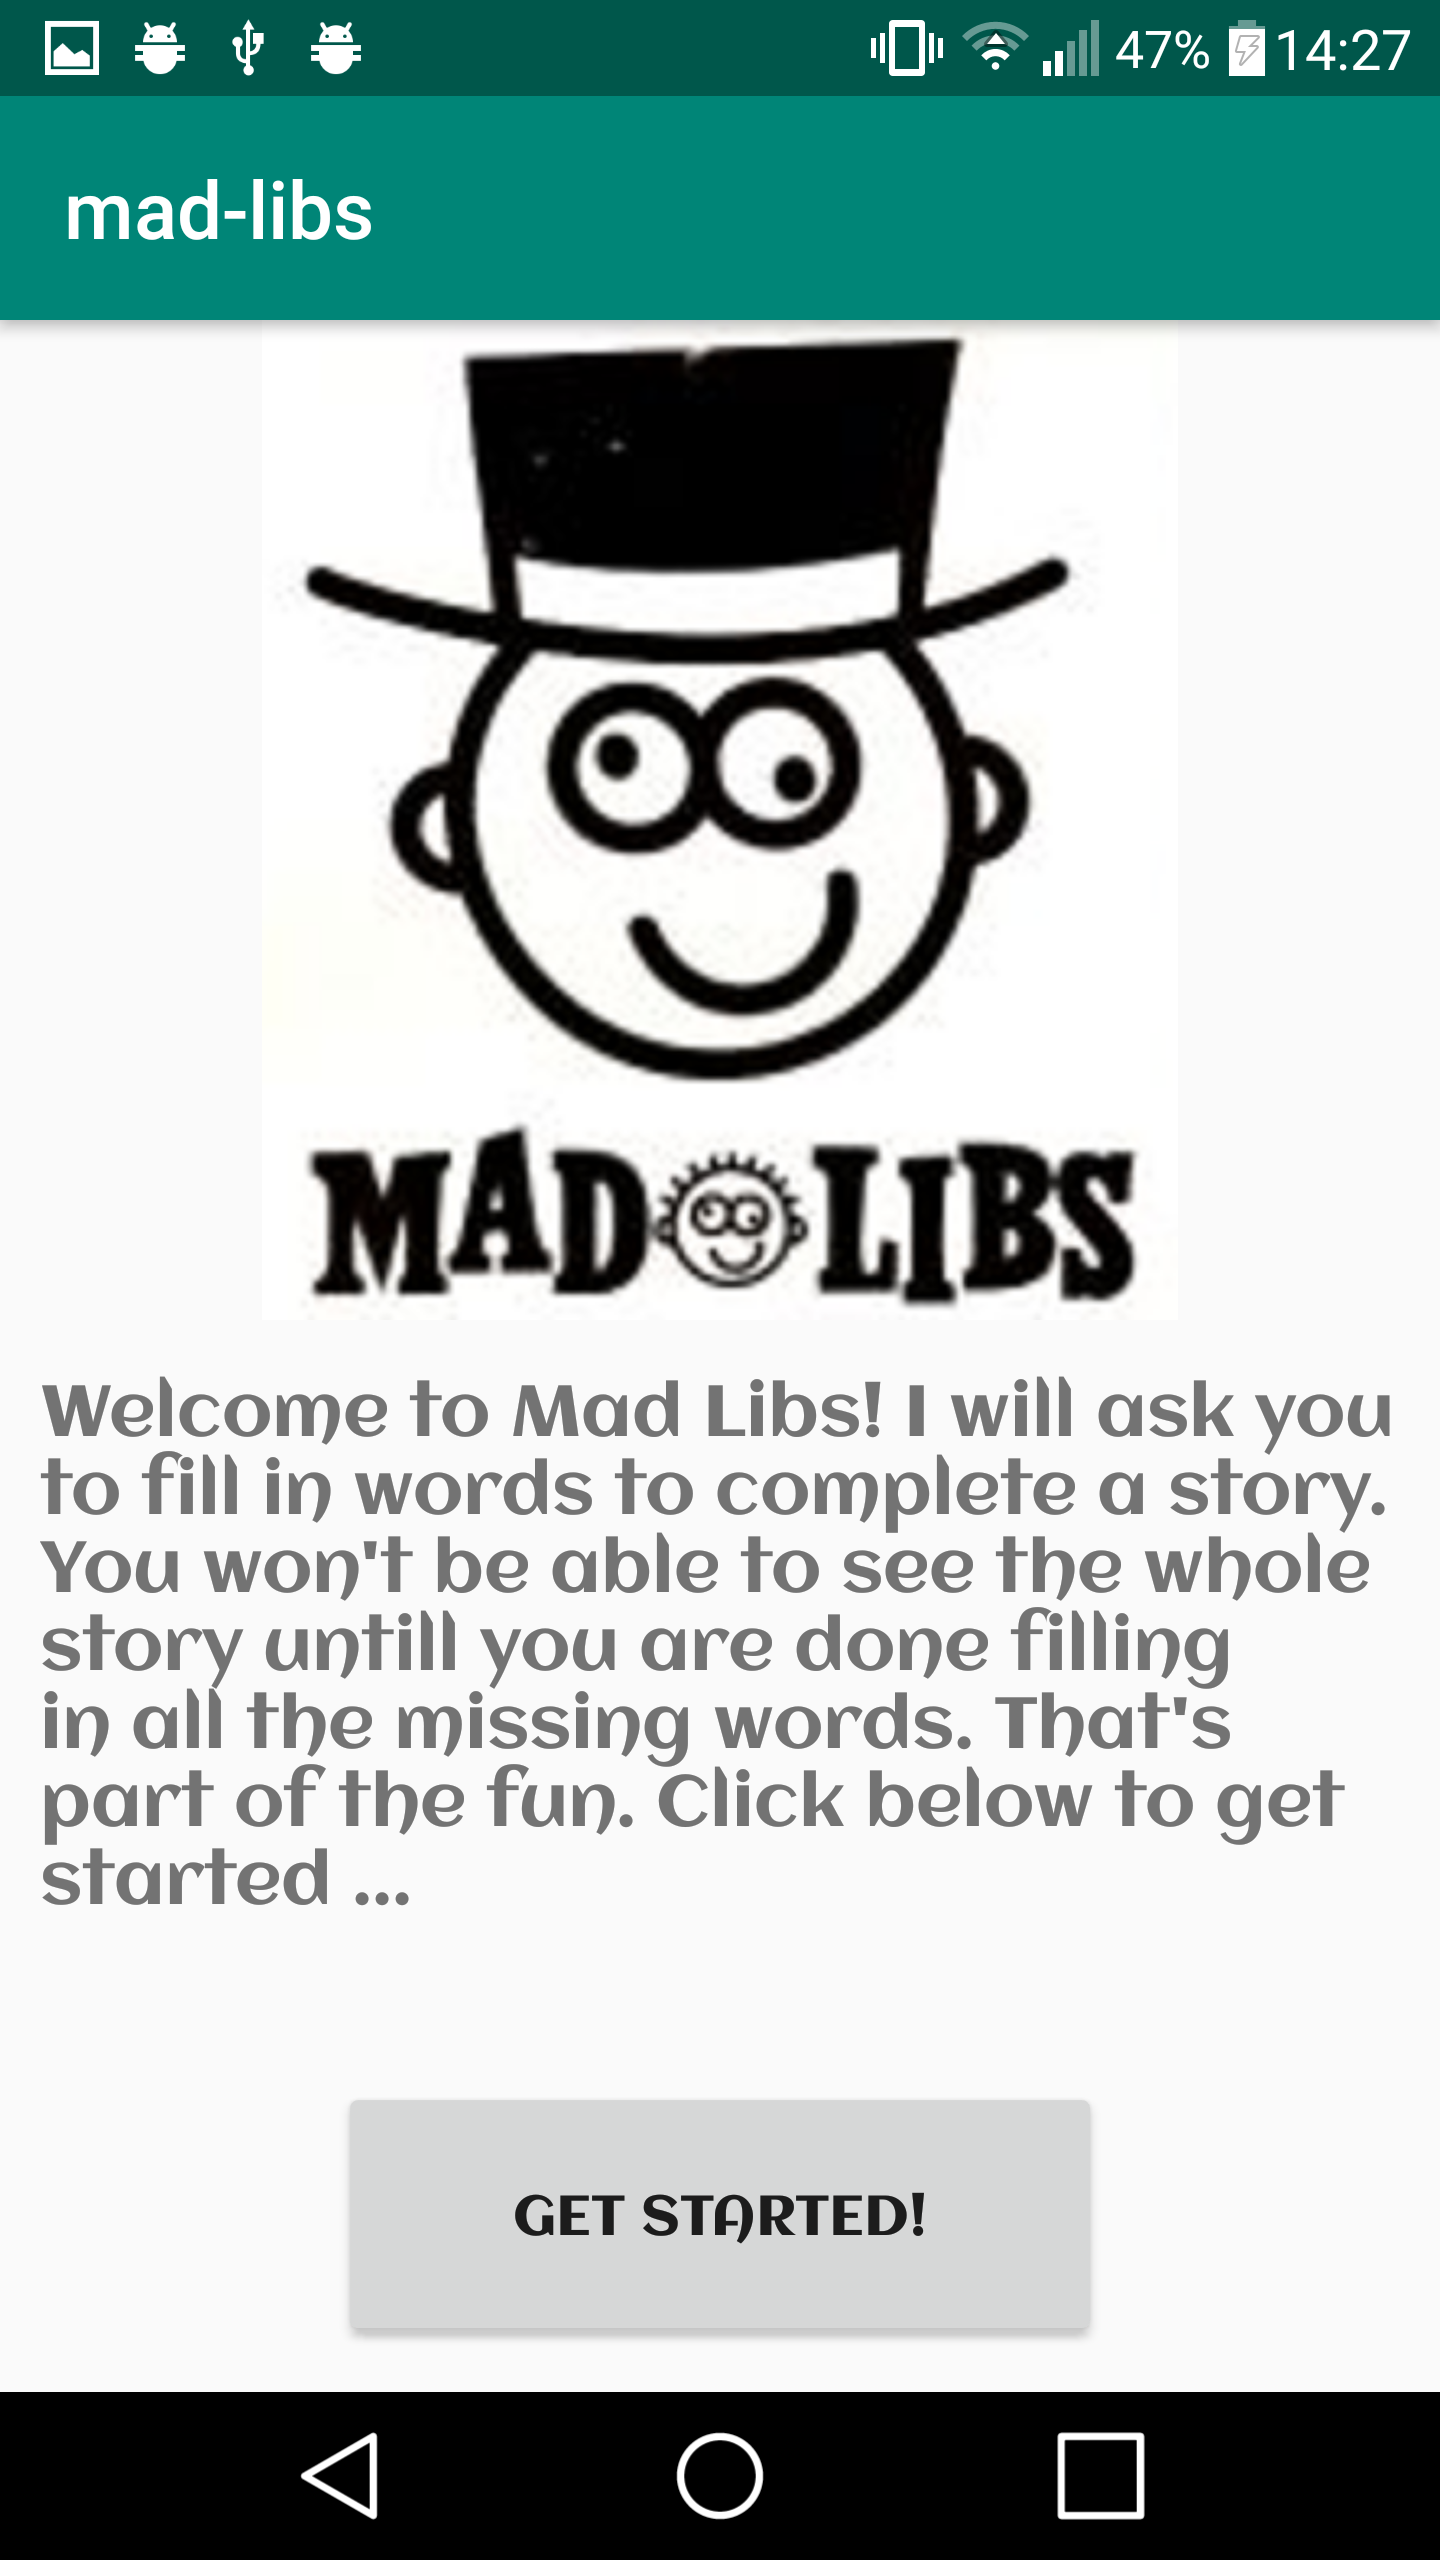 47% 14:27
mad-libs
MAD LIBS
Welcome to Mad Libs! I will ask you
to fill in words to complete a story.
You won't be able to see the whole
story untill you are done filling
in all the missing words. That's
part of the fun. Click below to get
started ...
GET STARTED!